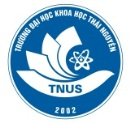 TRƯỜNG ĐẠI HỌC KHOA HỌC THÁI NGUYÊN
TNUS
2002